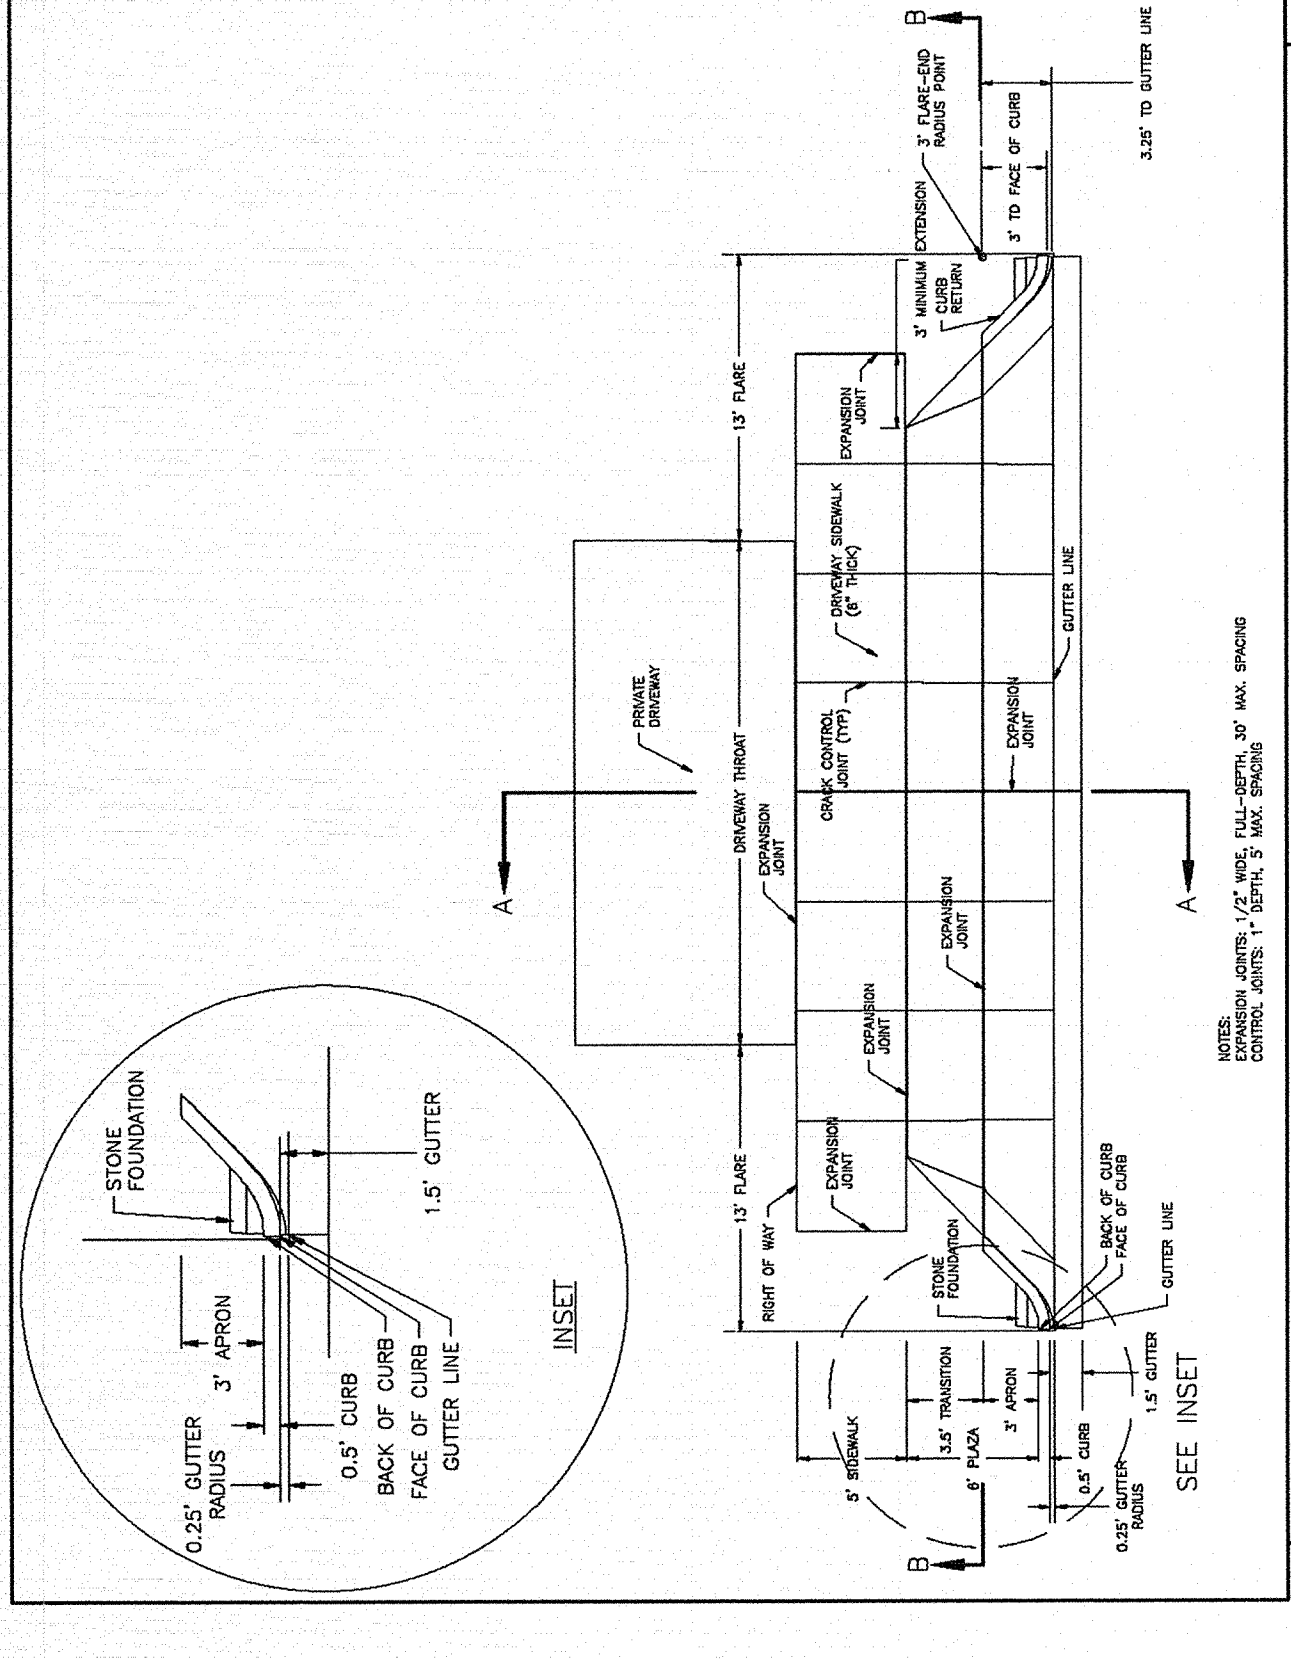 STONE
FOUNDATION
1.5' GUTTER
3' APRON
0.25' GUTTER
RADIUS
0.5' CURB
BACK OF CURB
FACE OF CURB
GUTTER LINE
INSET
A
PRIVATE
DRIVEWAY
13' FLARE
DRIVEWAY THROAT
13' FLARE
RIGHT OF WAY
EXPANSION
JOINT
EXPANSION
JOINT
EXPANSION
JOINT
EXPANSION
JOINT
CRACK CONTROL
JOINT (TYP)
DRIVEWAY SIDEWALK
(6" THICK)
EXPANSION
JOINT
3' MINIMUM EXTENSION
CURB
RETURN
3' FLARE-END
RADIUS POINT
B
3' TO FACE OF CURB
3.25' TO GUTTER LINE
STONE
FOUNDATION
5' SIDEWALK
3.5' TRANSITION
6' PLAZA
3' APRON
B
0.5' CURB
0.25' GUTTER
RADIUS
1.5' GUTTER
BACK OF CURB
FACE OF CURB
GUTTER LINE
EXPANSION
JOINT
GUTTER LINE
A
SEE INSET
NOTES:
EXPANSION JOINTS: 1/2" WIDE, FULL-DEPTH, 30' MAX. SPACING
CONTROL JOINTS: 1" DEPTH, 5' MAX. SPACING